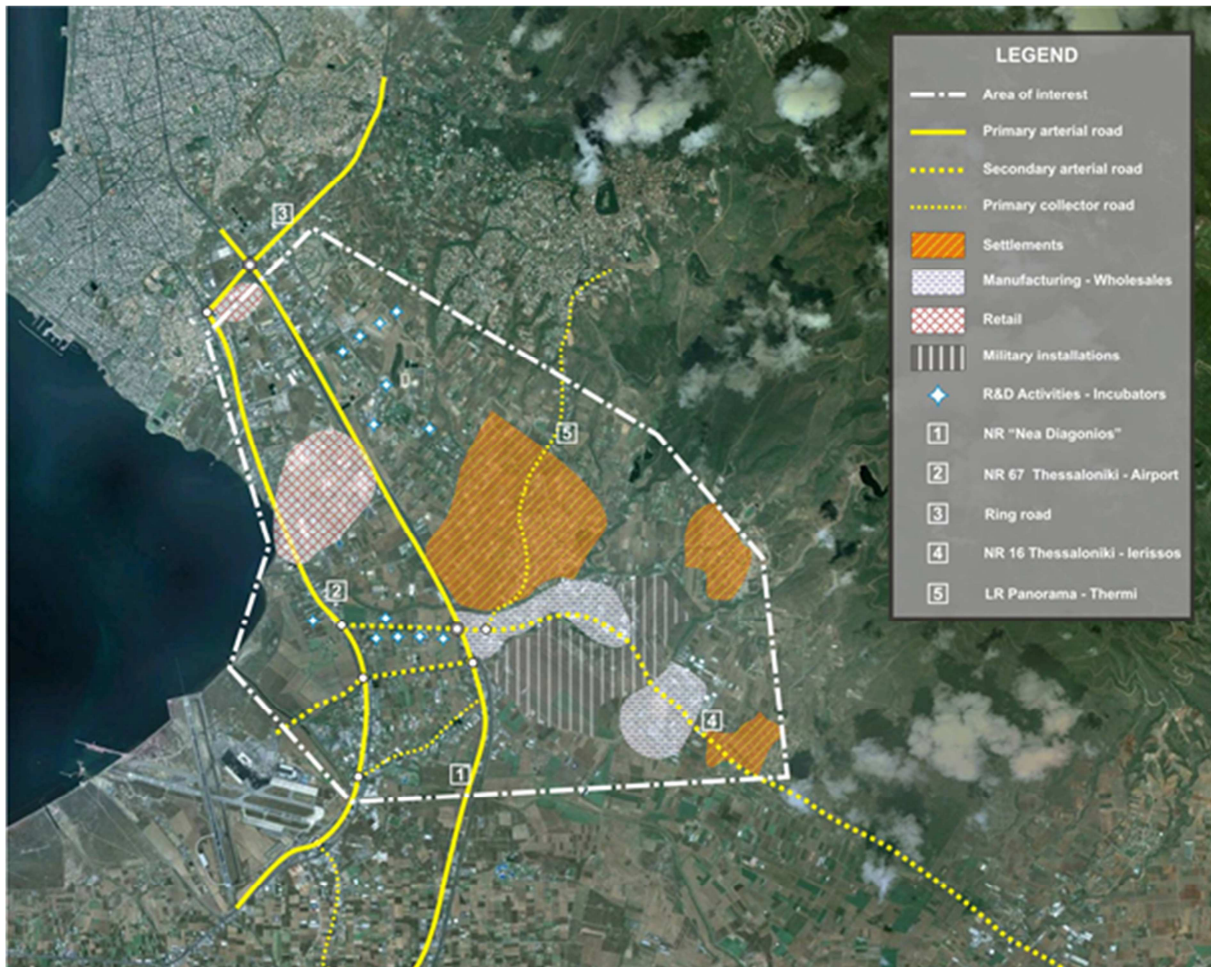 LEGEND
Area of interest
Primary arterial road
Secondary arterial road
Primary collector road
Settlements
Manufacturing - Wholesales
Retail
Military installations
R&D Activities - Incubators
1 NR "Nea Diagonios"
2 NR 67 Thessaloniki - Airport
3 Ring road
4 NR 16 Thessaloniki - Ierissos
5 LR Panorama - Thermi
3
5
2
4
1